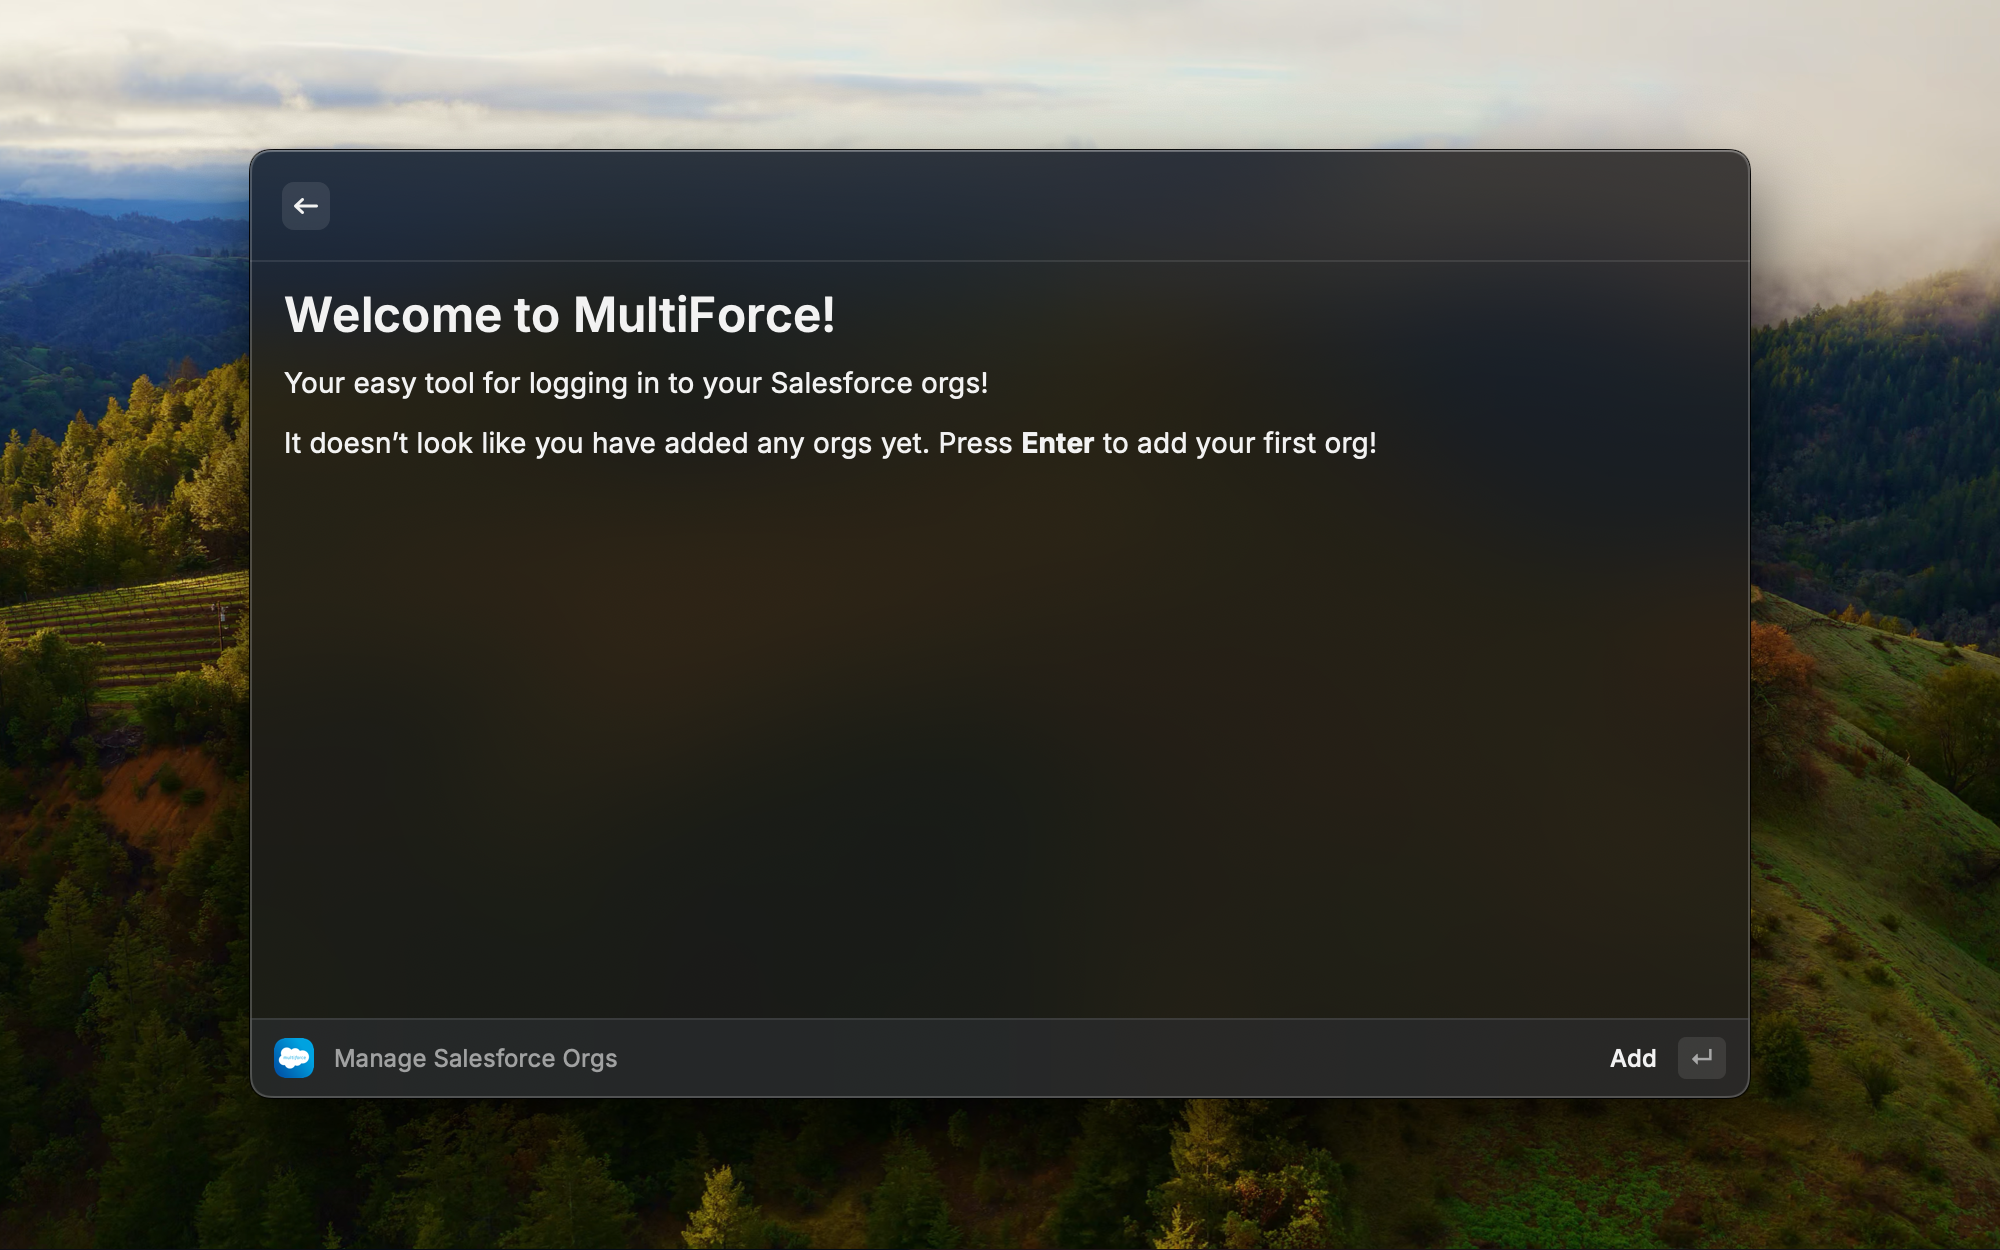 Welcome to MultiForce!
Your easy tool for logging in to your Salesforce orgs!
It doesn’t look like you have added any orgs yet. Press Enter to add your first org!
Manage Salesforce Orgs
Add